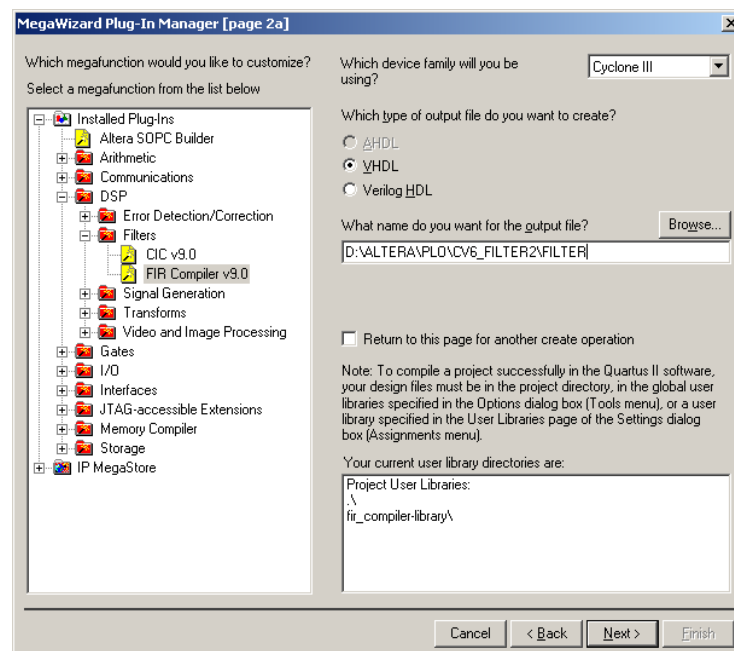 MegaWizard Plug-In Manager [page 2a]
Which megafunction would you like to customize?
Select a megafunction from the list below
Installed Plug-Ins
Altera SOPC Builder
Arithmetic
Communications
DSP
Error Detection/Correction
Filters
CIC v9.0
FIR Compiler v9.0
Signal Generation
Transforms
Video and Image Processing
Gates
I/O
Interfaces
JTAG-accessible Extensions
Memory Compiler
Storage
IP MegaStore
Which device family will you be
using?
Cyclone III
Which type of output file do you want to create?
AHDL
VHDL
Verilog HDL
What name do you want for the output file?
Browse...
D:\ALTERA\PLO\CV6_FILTER2\FILTER
Return to this page for another create operation
Note: To compile a project successfully in the Quartus II software,
your design files must be in the project directory, in the global user
libraries specified in the Options dialog box (Tools menu), or a user
library specified in the User Libraries page of the Settings dialog
box (Assignments menu).
Your current user library directories are:
Project User Libraries:
.\
fir_compiler-library\
Cancel
< Back
Next >
Finish